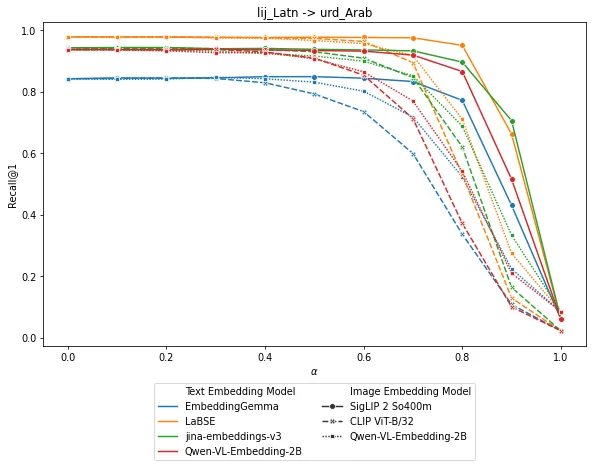 lij_Latn -> urd_Arab
Recall@1
1.0
0.8
0.6
0.4
0.2
0.0
0.0 0.2 0.4 0.6 0.8 1.0
α
Text Embedding Model
EmbeddingGemma
LaBSE
jina-embeddings-v3
Qwen-VL-Embedding-2B
Image Embedding Model
SigLIP 2 So400m
CLIP ViT-B/32
Qwen-VL-Embedding-2B